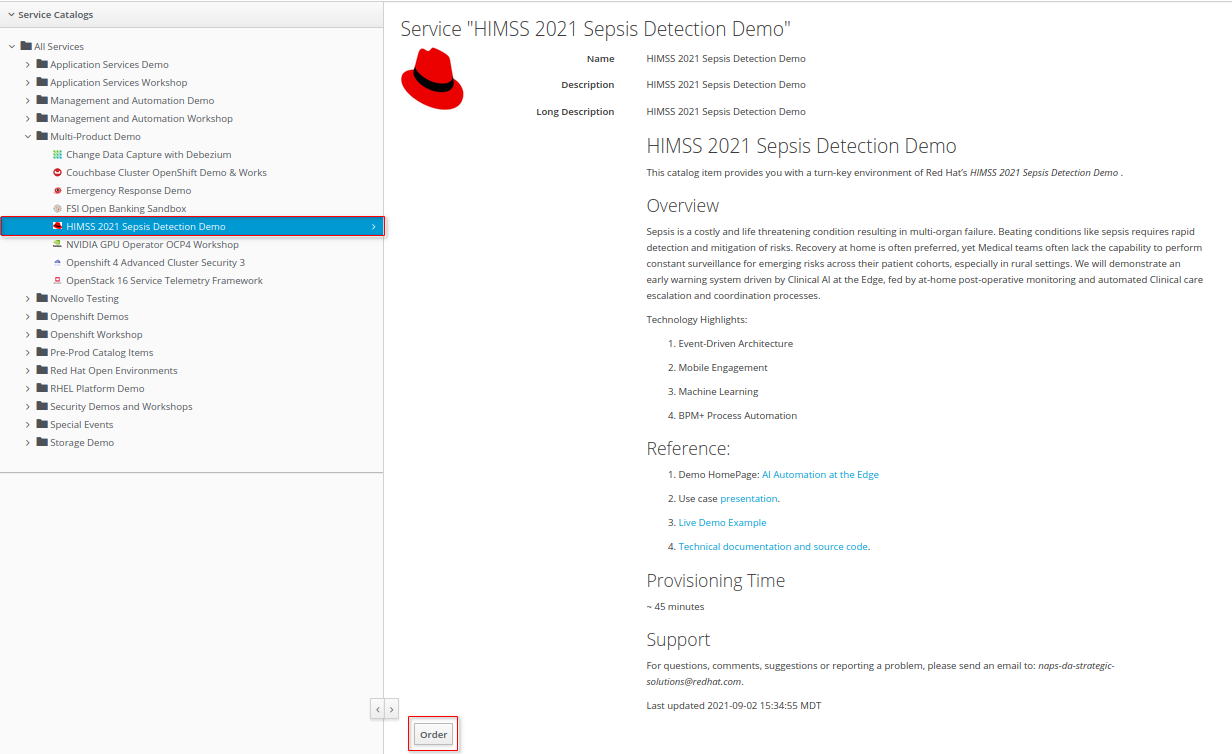 Service Catalogs
All Services
Application Services Demo
Application Services Workshop
Management and Automation Demo
Management and Automation Workshop
Multi-Product Demo
Change Data Capture with Debezium
Couchbase Cluster OpenShift Demo & Works
Emergency Response Demo
FSI Open Banking Sandbox
HIMSS 2021 Sepsis Detection Demo
NVIDIA GPU Operator OCP4 Workshop
Openshift 4 Advanced Cluster Security 3
OpenStack 16 Service Telemetry Framework
Novello Testing
Openshift Demos
Openshift Workshop
Pre-Prod Catalog Items
Red Hat Open Environments
RHEL Platform Demo
Security Demos and Workshops
Special Events
Storage Demo
Service "HIMSS 2021 Sepsis Detection Demo"
Name HIMSS 2021 Sepsis Detection Demo
Description HIMSS 2021 Sepsis Detection Demo
Long Description HIMSS 2021 Sepsis Detection Demo
HIMSS 2021 Sepsis Detection Demo
This catalog item provides you with a turn-key environment of Red Hat's HIMSS 2021 Sepsis Detection Demo .
Overview
Sepsis is a costly and life threatening condition resulting in multi-organ failure. Beating conditions like sepsis requires rapid
detection and mitigation of risks. Recovery at home is often preferred, yet Medical teams often lack the capability to perform
constant surveillance for emerging risks across their patient cohorts, especially in rural settings. We will demonstrate an
early warning system driven by Clinical AI at the Edge, fed by at-home post-operative monitoring and automated Clinical care
escalation and coordination processes.
Technology Highlights:
1. Event-Driven Architecture
2. Mobile Engagement
3. Machine Learning
4. BPM+ Process Automation
Reference:
1. Demo HomePage: AI Automation at the Edge
2. Use case presentation.
3. Live Demo Example
4. Technical documentation and source code.
Provisioning Time
~ 45 minutes
Support
For questions, comments, suggestions or reporting a problem, please send an email to: naps-da-strategic-
solutions@redhat.com.
Last updated 2021-09-02 15:34:55 MDT
Order